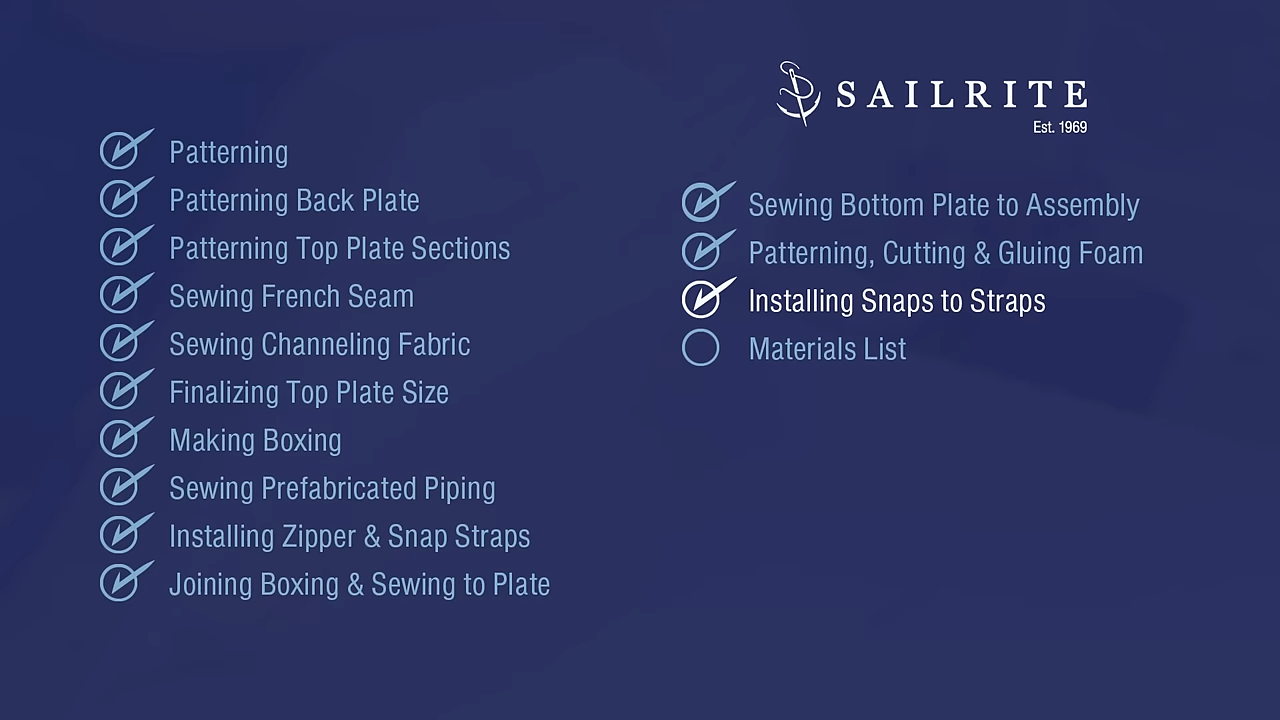 Patterning
Patterning Back Plate
Patterning Top Plate Sections
Sewing French Seam
Sewing Channeling Fabric
Finalizing Top Plate Size
Making Boxing
Sewing Prefabricated Piping
Installing Zipper & Snap Straps
Joining Boxing & Sewing to Plate
SAILRITE
Est. 1969
Sewing Bottom Plate to Assembly
Patterning, Cutting & Gluing Foam
Installing Snaps to Straps
Materials List